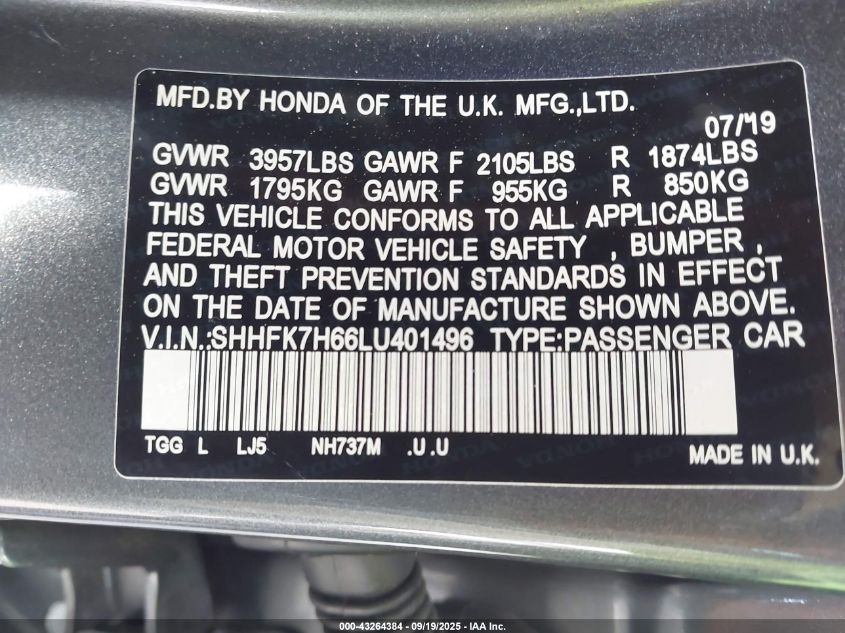 MFD.BY HONDA OF THE U.K. MFG.,LTD.
07/19
GVWR 3957LBS GAWR F 2105LBS R 1874LBS
GVWR 1795KG GAWR F 955KG R 850KG
THIS VEHICLE CONFORMS TO ALL APPLICABLE
FEDERAL MOTOR VEHICLE SAFETY , BUMPER ,
AND THEFT PREVENTION STANDARDS IN EFFECT
ON THE DATE OF MANUFACTURE SHOWN ABOVE.
V.I.N.:SHHFK7H66LU401496 TYPE:PASSENGER CAR
TGG L LJ5 NH737M .U .U
MADE IN U.K.
000-43264384 - 09/19/2025 - IAA Inc.